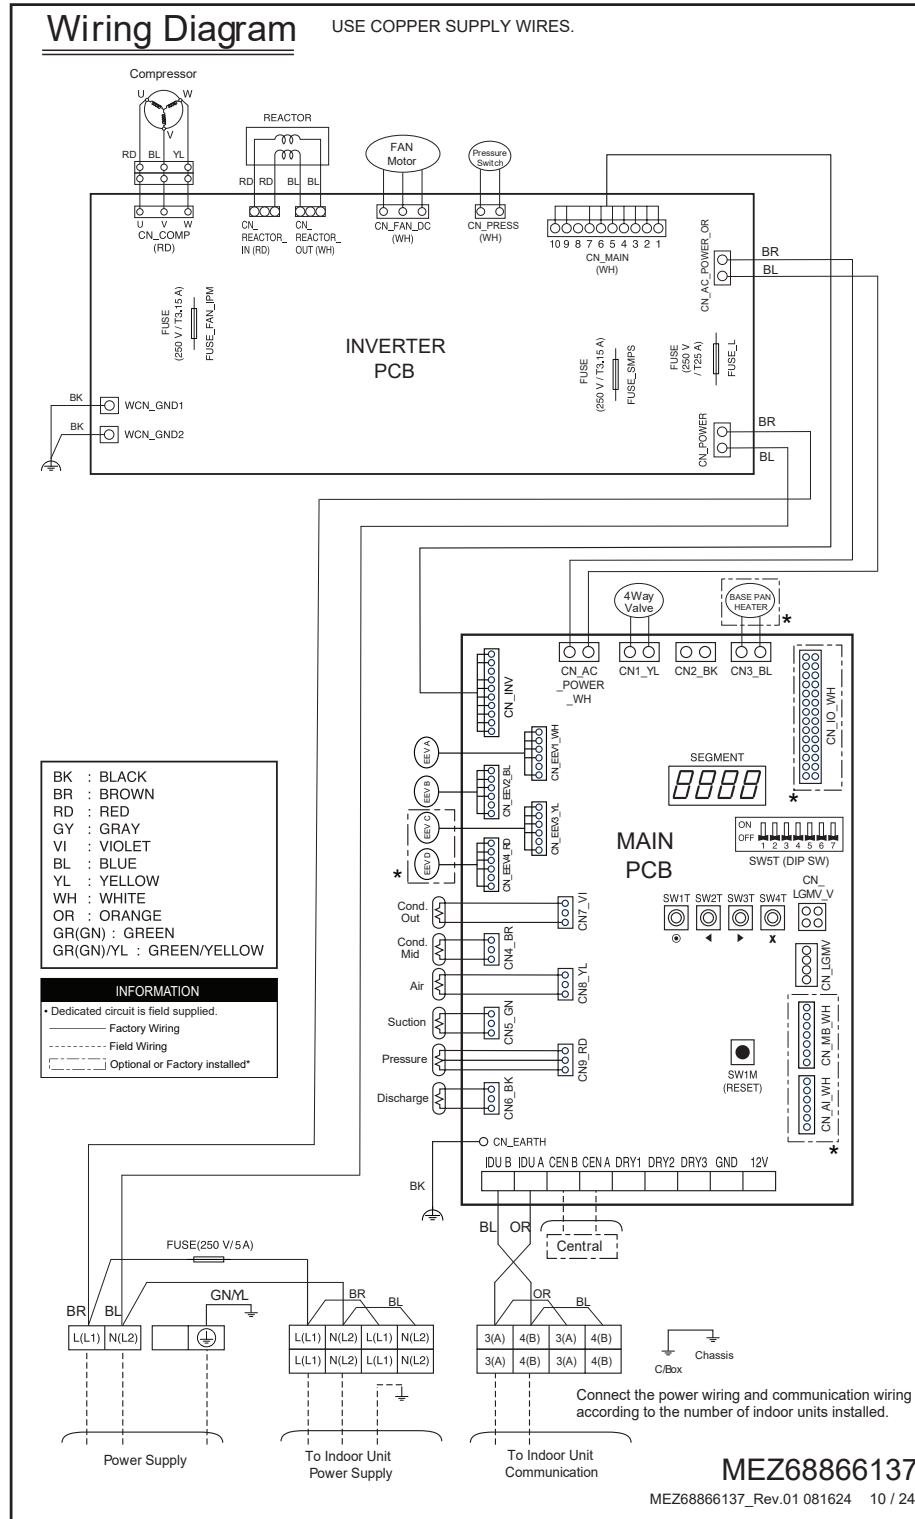 Wiring Diagram
USE COPPER SUPPLY WIRES.
Compressor
U
W
V
RD
BL
YL
REACTOR
RD
RD
BL
BL
FAN
Motor
Pressure
Switch
U
V
W
CN_COMP
(RD)
CN_
REACTOR_
IN (RD)
CN_
REACTOR_
OUT (WH)
CN_FAN_DC
(WH)
CN_PRESS
(WH)
10 9 8 7 6 5 4 3 2 1
CN_MAIN
(WH)
CN_AC_POWER_OR
BR
BL
FUSE
(250 V / T3.15 A)
FUSE_FAN_IPM
INVERTER
PCB
FUSE
(250 V / T3.15 A)
FUSE_SMPS
FUSE
(250 V
/ T25 A)
FUSE_L
BK
WCN_GND1
BK
WCN_GND2
CN_POWER
BR
BL
4Way
Valve
BASE PAN
HEATER
*
CN_INV
CN_AC
_POWER
_WH
CN1_YL
CN2_BK
CN3_BL
CN_IO_WH
*
EEV A
CN_EEV1_WH
EEV B
CN_EEV2_BL
EEV C
CN_EEV3_YL
EEV D
CN_EEV4_RD
*
SEGMENT
8888
MAIN
PCB
ON
OFF
1 2 3 4 5 6 7
SW5T (DIP SW)
BK : BLACK
BR : BROWN
RD : RED
GY : GRAY
VI : VIOLET
BL : BLUE
YL : YELLOW
WH : WHITE
OR : ORANGE
GR(GN) : GREEN
GR(GN)/YL : GREEN/YELLOW
INFORMATION
• Dedicated circuit is field supplied.
Factory Wiring
Field Wiring
Optional or Factory installed*
Cond.
Out
CN7_VI
Cond.
Mid
CN4_BR
Air
CN8_YL
Suction
CN5_GN
Pressure
CN9_RD
Discharge
CN6_BK
SW1T SW2T SW3T SW4T
◉ ◀ ▶ X
CN_
LGMV_V
CN_LGMV
CN_MB_WH
CN_AI_WH
*
SW1M
(RESET)
CN_EARTH
BK
IDU B IDU A CEN B CEN A DRY1 DRY2 DRY3 GND 12V
BL
OR
Central
FUSE(250 V/5A)
GN/YL
BR
BL
L(L1) N(L2)
BR
BL
L(L1) N(L2) L(L1) N(L2)
L(L1) N(L2) L(L1) N(L2)
OR
BL
3(A) 4(B) 3(A) 4(B)
3(A) 4(B) 3(A) 4(B)
C/Box
Chassis
Connect the power wiring and communication wiring
according to the number of indoor units installed.
Power Supply
To Indoor Unit
Power Supply
To Indoor Unit
Communication
MEZ68866137
MEZ68866137_Rev.01 081624 10 / 24